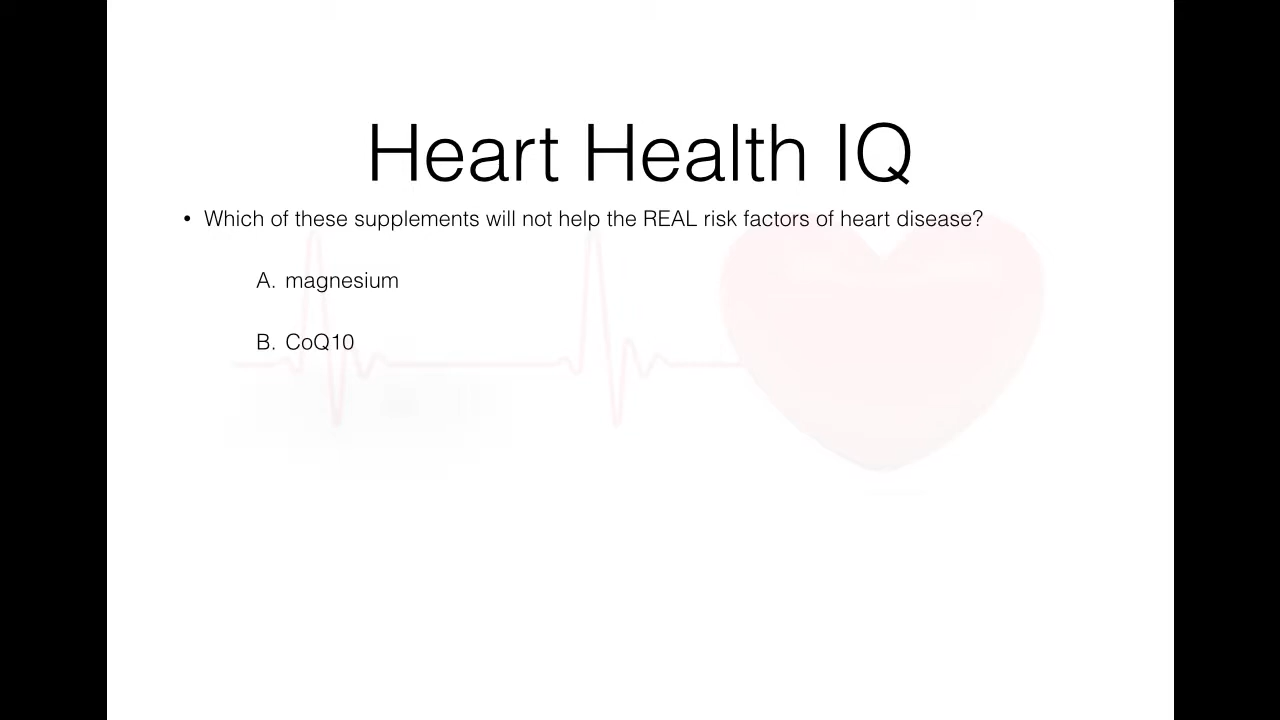 Heart Health IQ
• Which of these supplements will not help the REAL risk factors of heart disease?
A. magnesium
B. CoQ10